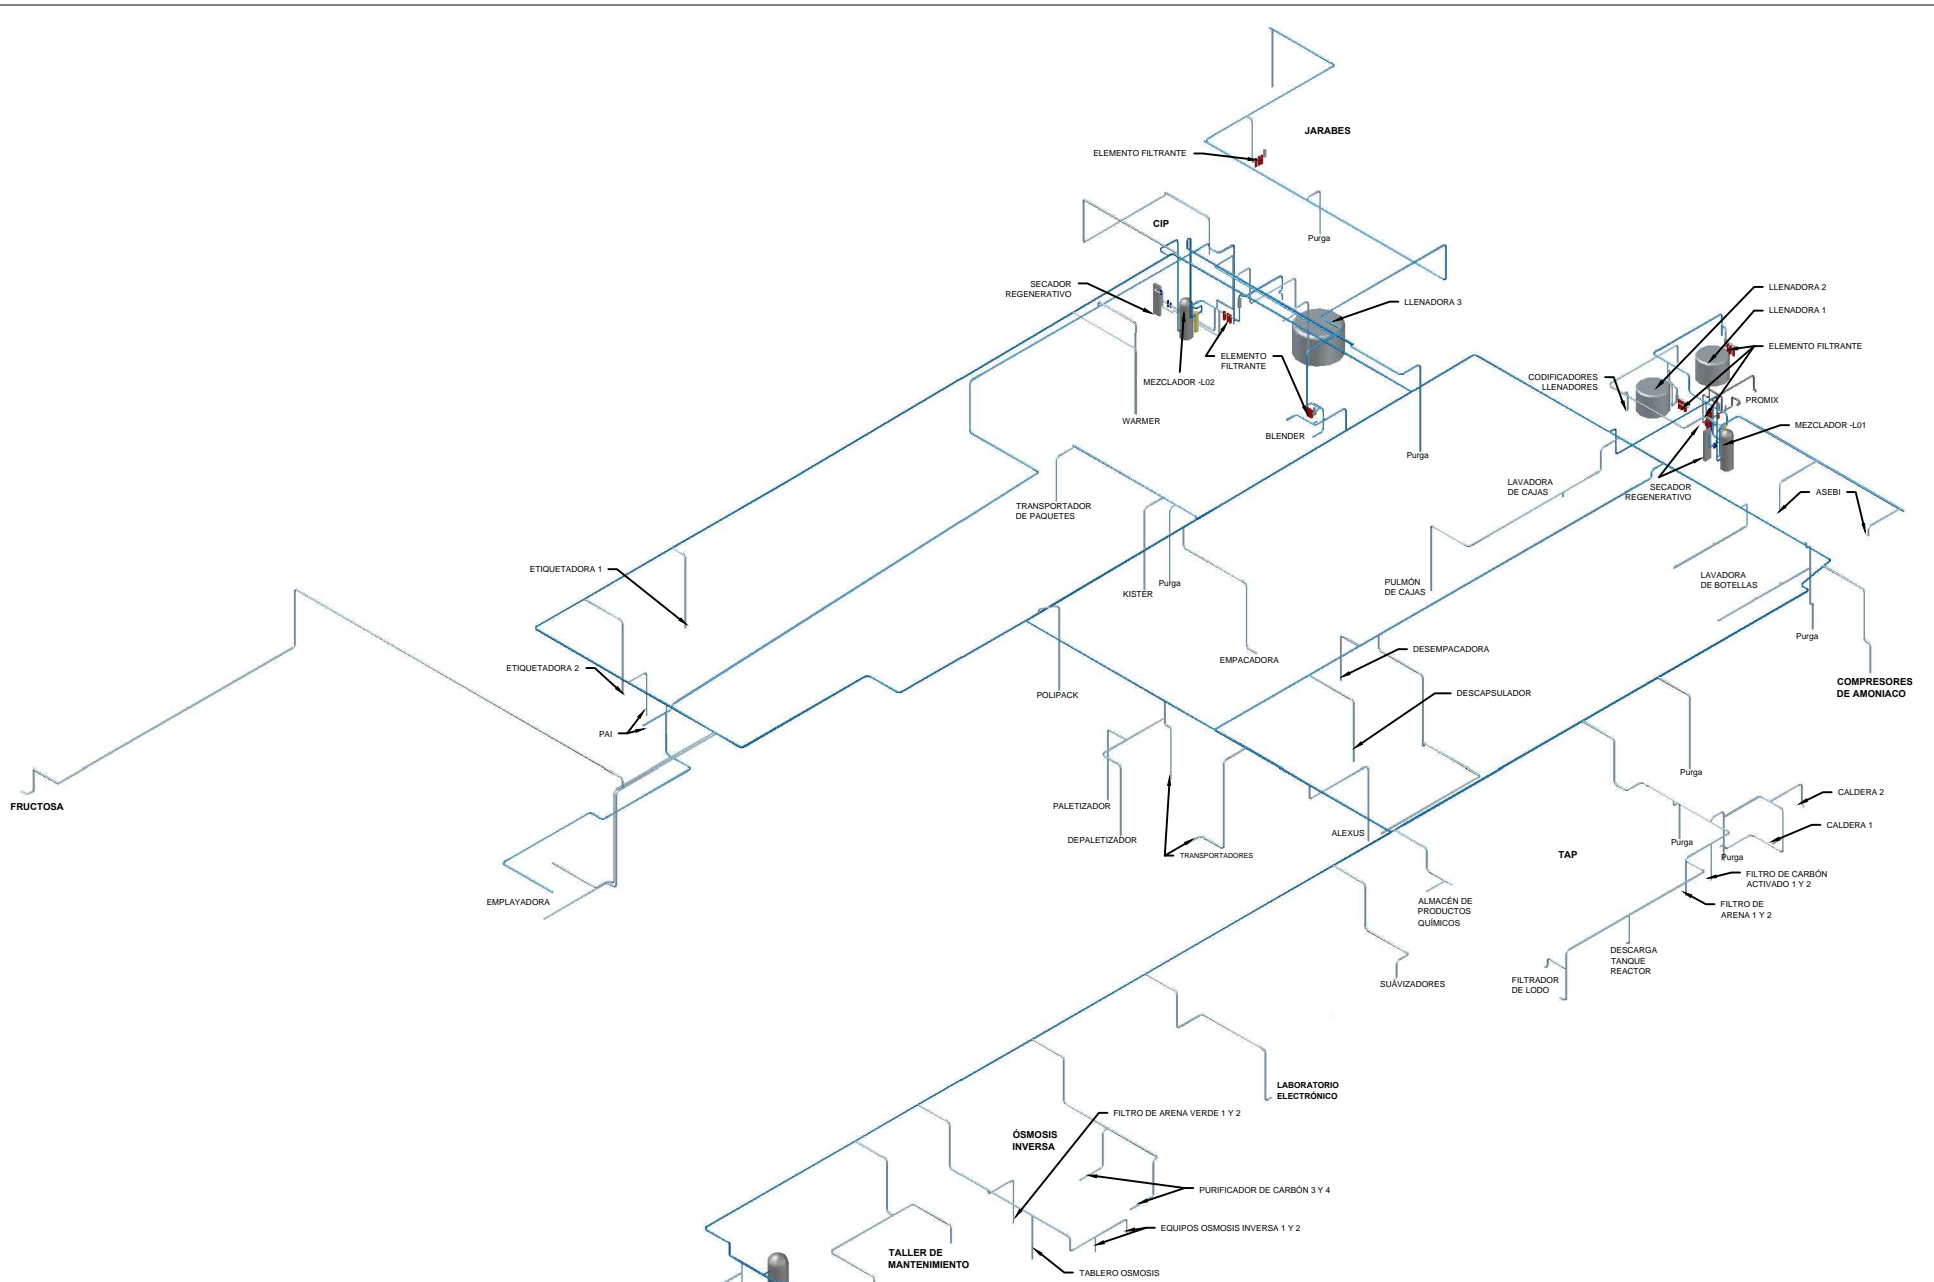 JARABES
ELEMENTO FILTRANTE
CIP
Purga
SECADOR
REGENERATIVO
LLENADORA 3
LLENADORA 2
LLENADORA 1
ELEMENTO FILTRANTE
ELEMENTO
FILTRANTE
MEZCLADOR -L02
CODIFICADORES
LLENADORES
PROMIX
WARMER
BLENDER
MEZCLADOR -L01
Purga
LAVADORA
DE CAJAS
SECADOR
REGENERATIVO
ASEBI
TRANSPORTADOR
DE PAQUETES
ETIQUETADORA 1
KISTER
Purga
PULMÓN
DE CAJAS
LAVADORA
DE BOTELLAS
Purga
ETIQUETADORA 2
EMPACADORA
DESEMPACADORA
POLIPACK
DESCAPSULADOR
COMPRESORES
DE AMONIACO
PAI
Purga
FRUCTOSA
PALETIZADOR
DEPALETIZADOR
TRANSPORTADORES
ALEXUS
CALDERA 2
CALDERA 1
Purga
Purga
TAP
FILTRO DE CARBÓN
ACTIVADO 1 Y 2
EMPLAYADORA
ALMACÉN DE
PRODUCTOS
QUÍMICOS
FILTRO DE
ARENA 1 Y 2
DESCARGA
TANQUE
REACTOR
SUAVIZADORES
FILTRADOR
DE LODO
LABORATORIO
ELECTRÓNICO
FILTRO DE ARENA VERDE 1 Y 2
ÓSMOSIS
INVERSA
PURIFICADOR DE CARBÓN 3 Y 4
EQUIPOS OSMOSIS INVERSA 1 Y 2
TALLER DE
MANTENIMIENTO
TABLERO OSMOSIS